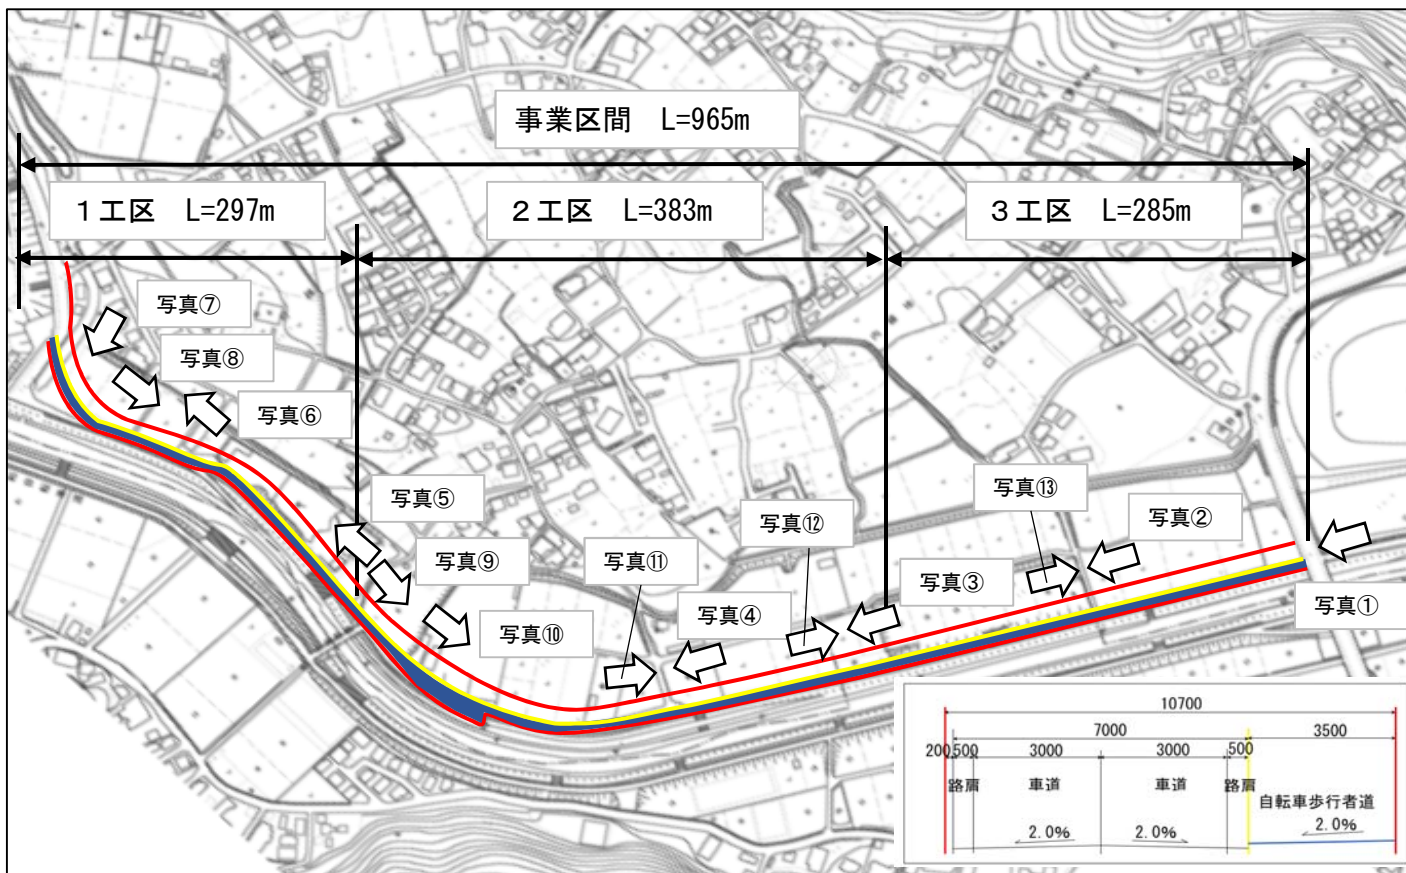 事業区間 L=965m
1工区 L=297m
2工区 L=383m
3工区 L=285m
写真⑦
写真⑧
写真⑥
写真⑤
写真⑨
写真⑩
写真⑪
写真④
写真⑫
写真③
写真⑬
写真②
写真①
10700
7000
3500
200
500
3000
3000
500
路肩
車道
車道
路肩
自転車歩行者道
2.0%
2.0%
2.0%